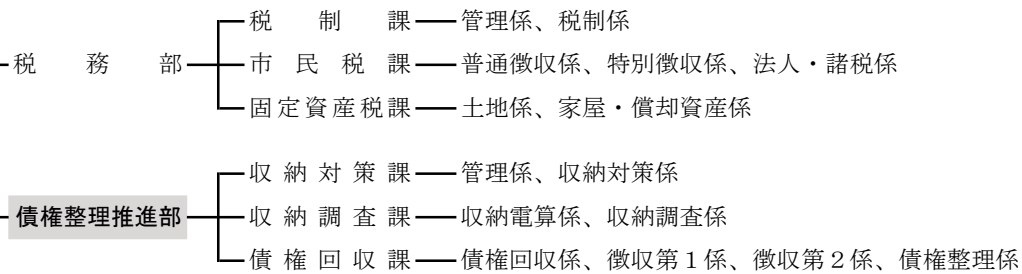 税制課 管理係、税制係
税務部 市民税課 普通徴収係、特別徴収係、法人・諸税係
固定資産税課 土地係、家屋・償却資産係
収納対策課 管理係、収納対策係
債権整理推進部 収納調査課 収納電算係、収納調査係
債権回収課 債権回収係、徴収第1係、徴収第2係、債権整理係